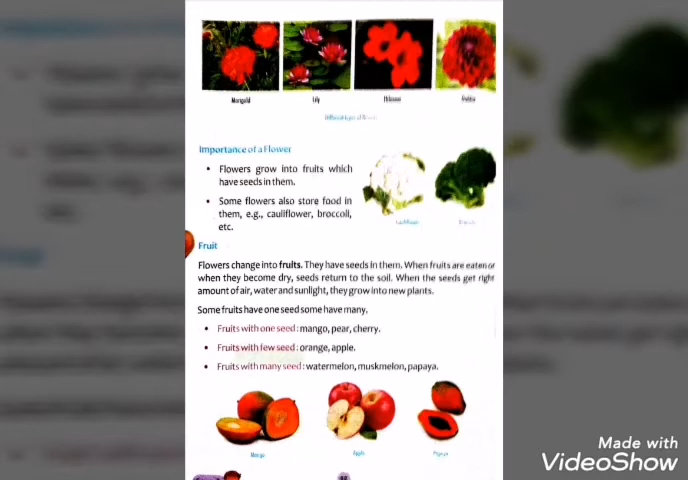 Marigold
Lily
Hibiscus
Dahlia
Different types of flowers
Importance of a Flower
• Flowers grow into fruits which
have seeds in them.
• Some flowers also store food in
them, e.g., cauliflower, broccoli,
etc.
Cauliflower
Broccoli
Fruit
Flowers change into fruits. They have seeds in them. When fruits are eaten or
when they become dry, seeds return to the soil. When the seeds get right
amount of air, water and sunlight, they grow into new plants.
Some fruits have one seed some have many.
• Fruits with one seed : mango, pear, cherry.
• Fruits with few seed : orange, apple.
• Fruits with many seed : watermelon, muskmelon, papaya.
Mango
Apple
Papaya
Made with
VideoShow